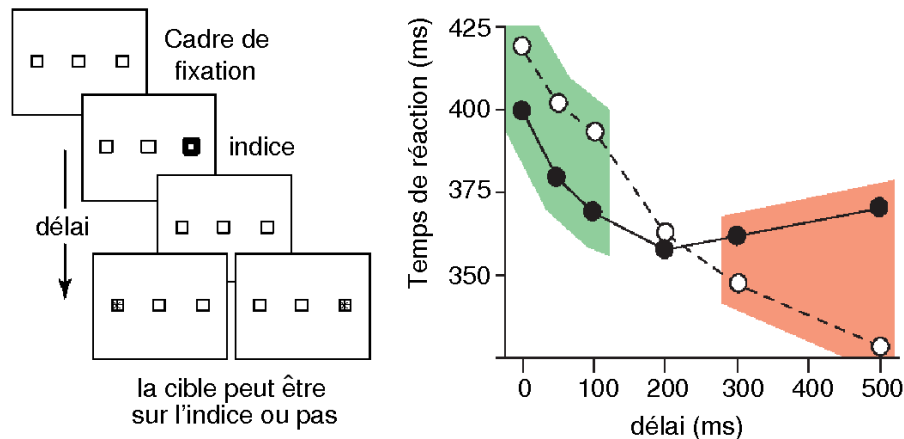 Cadre de
fixation
indice
délai
la cible peut être
sur l'indice ou pas
Temps de réaction (ms)
425
400
375
350
0 100 200 300 400 500
délai (ms)